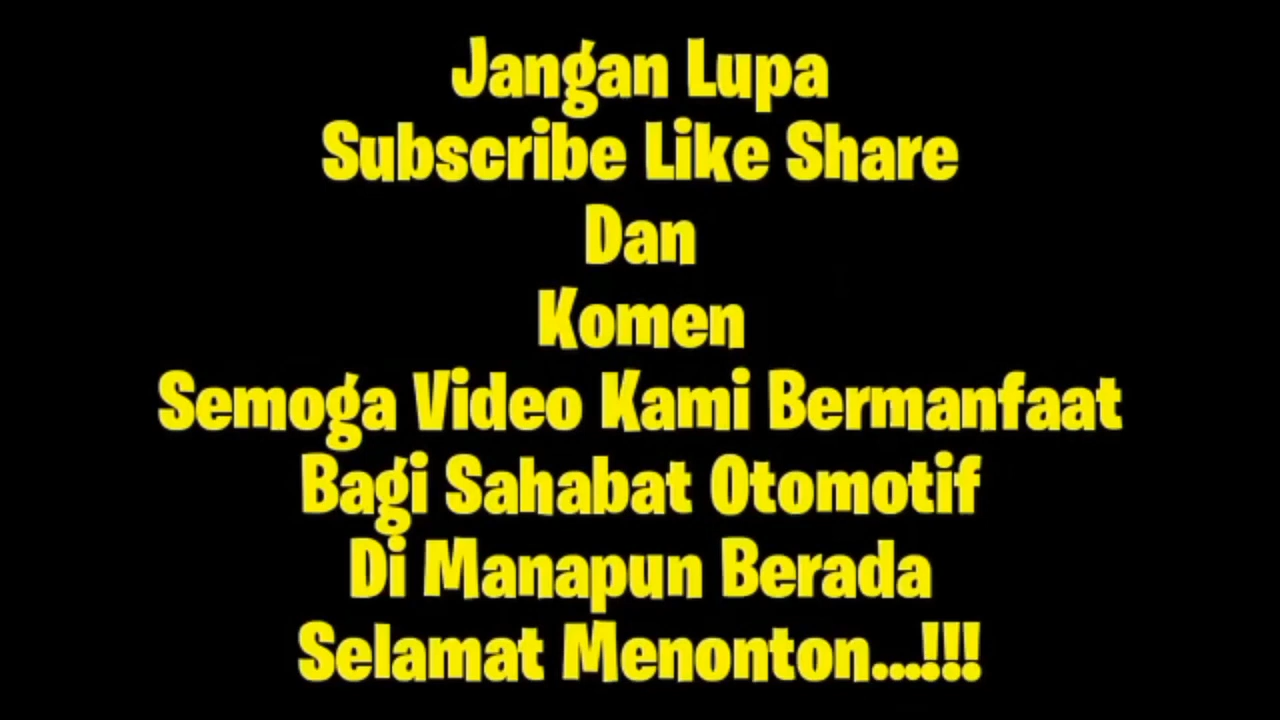 Jangan Lupa
Subscribe Like Share
Dan
Komen
Semoga Video Kami Bermanfaat
Bagi Sahabat Otomotif
Di Manapun Berada
Selamat Menonton...!!!